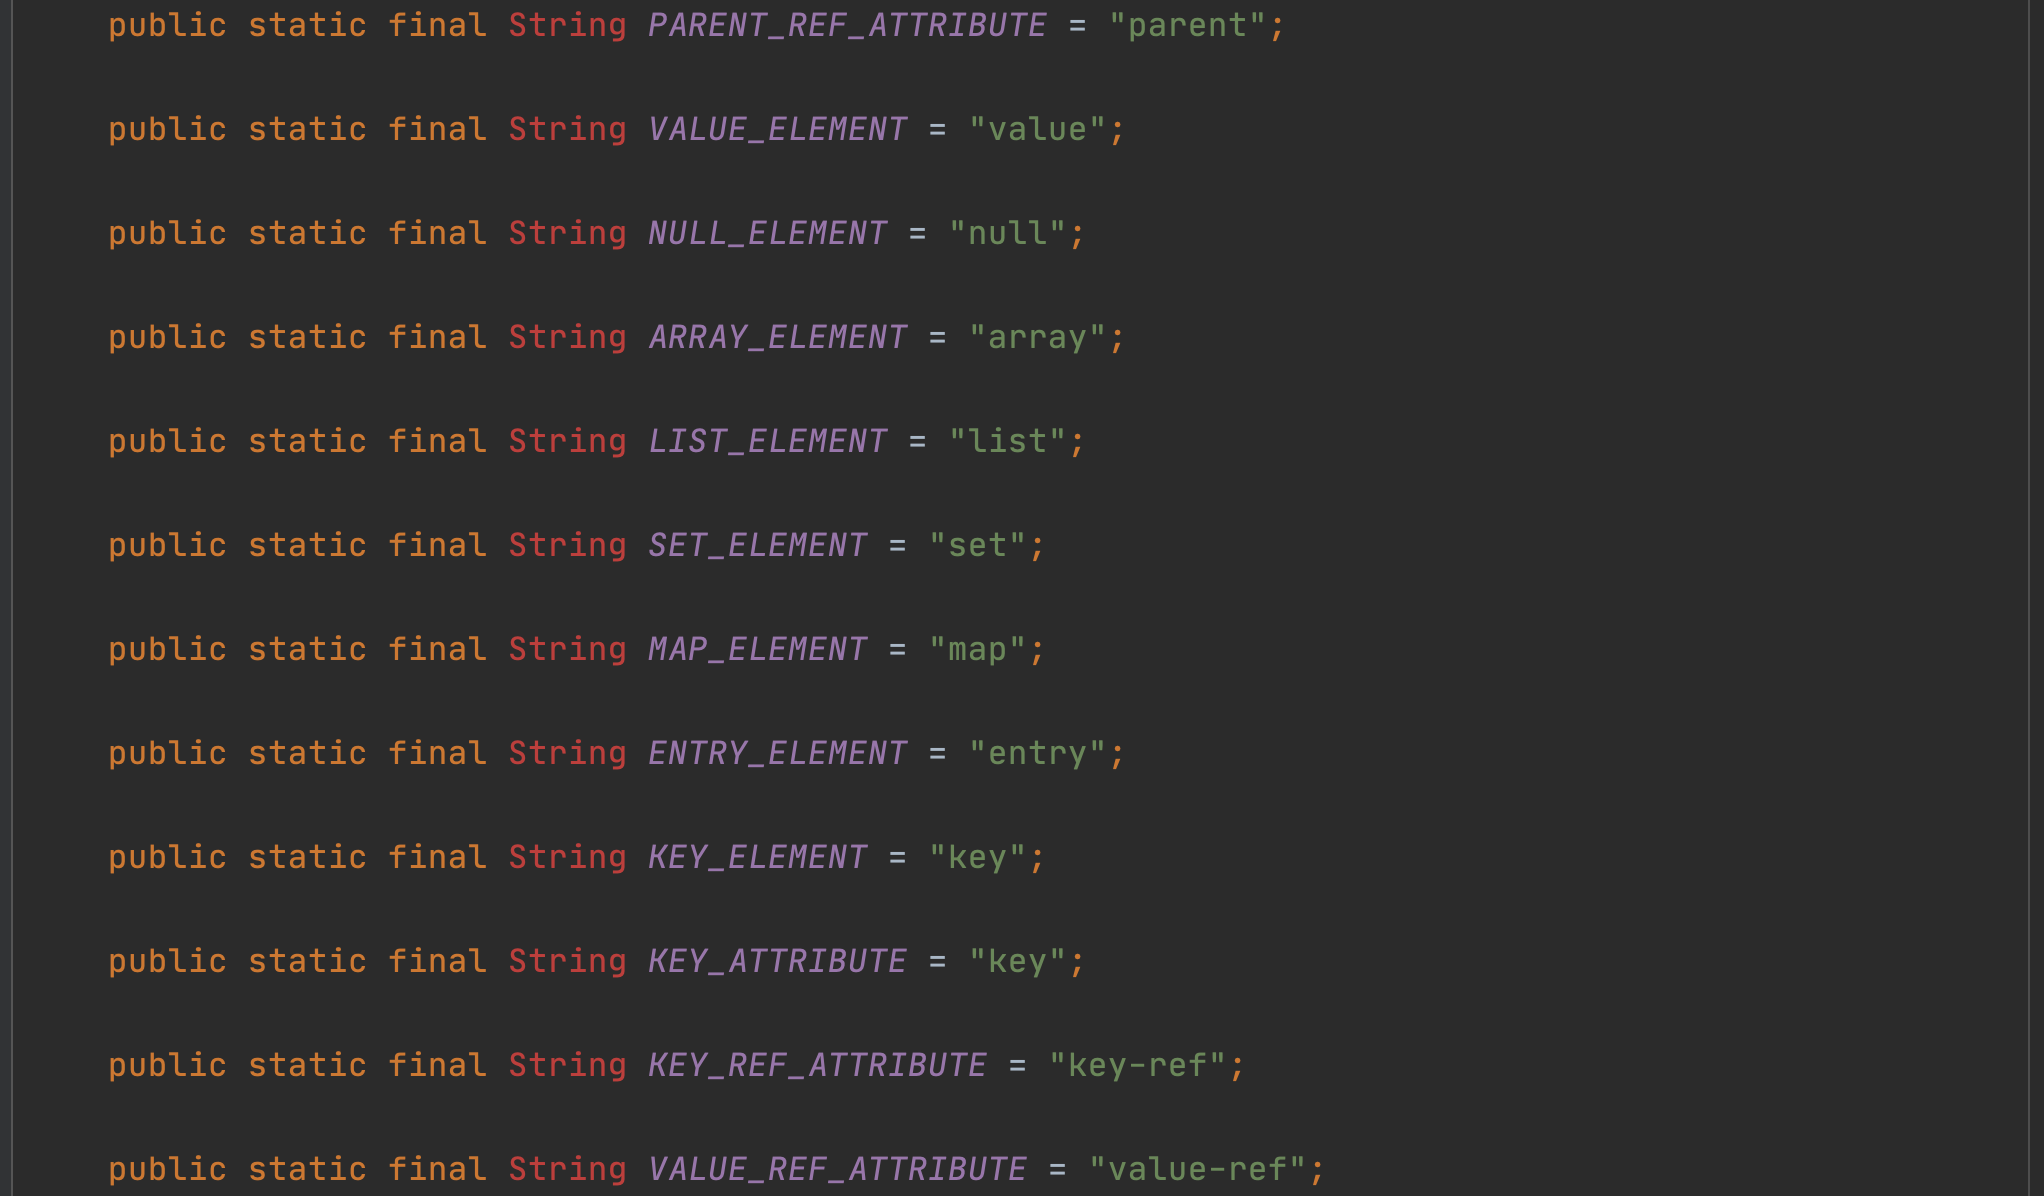 public static final String PARENT_REF_ATTRIBUTE = "parent";
public static final String VALUE_ELEMENT = "value";
public static final String NULL_ELEMENT = "null";
public static final String ARRAY_ELEMENT = "array";
public static final String LIST_ELEMENT = "list";
public static final String SET_ELEMENT = "set";
public static final String MAP_ELEMENT = "map";
public static final String ENTRY_ELEMENT = "entry";
public static final String KEY_ELEMENT = "key";
public static final String KEY_ATTRIBUTE = "key";
public static final String KEY_REF_ATTRIBUTE = "key-ref";
public static final String VALUE_REF_ATTRIBUTE = "value-ref";